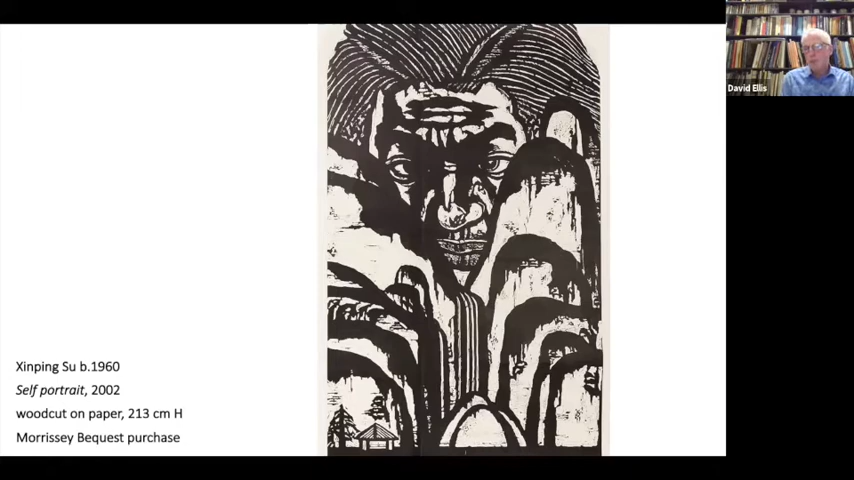 David Ellis
Xinping Su b.1960
Self portrait, 2002
woodcut on paper, 213 cm H
Morrissey Bequest purchase